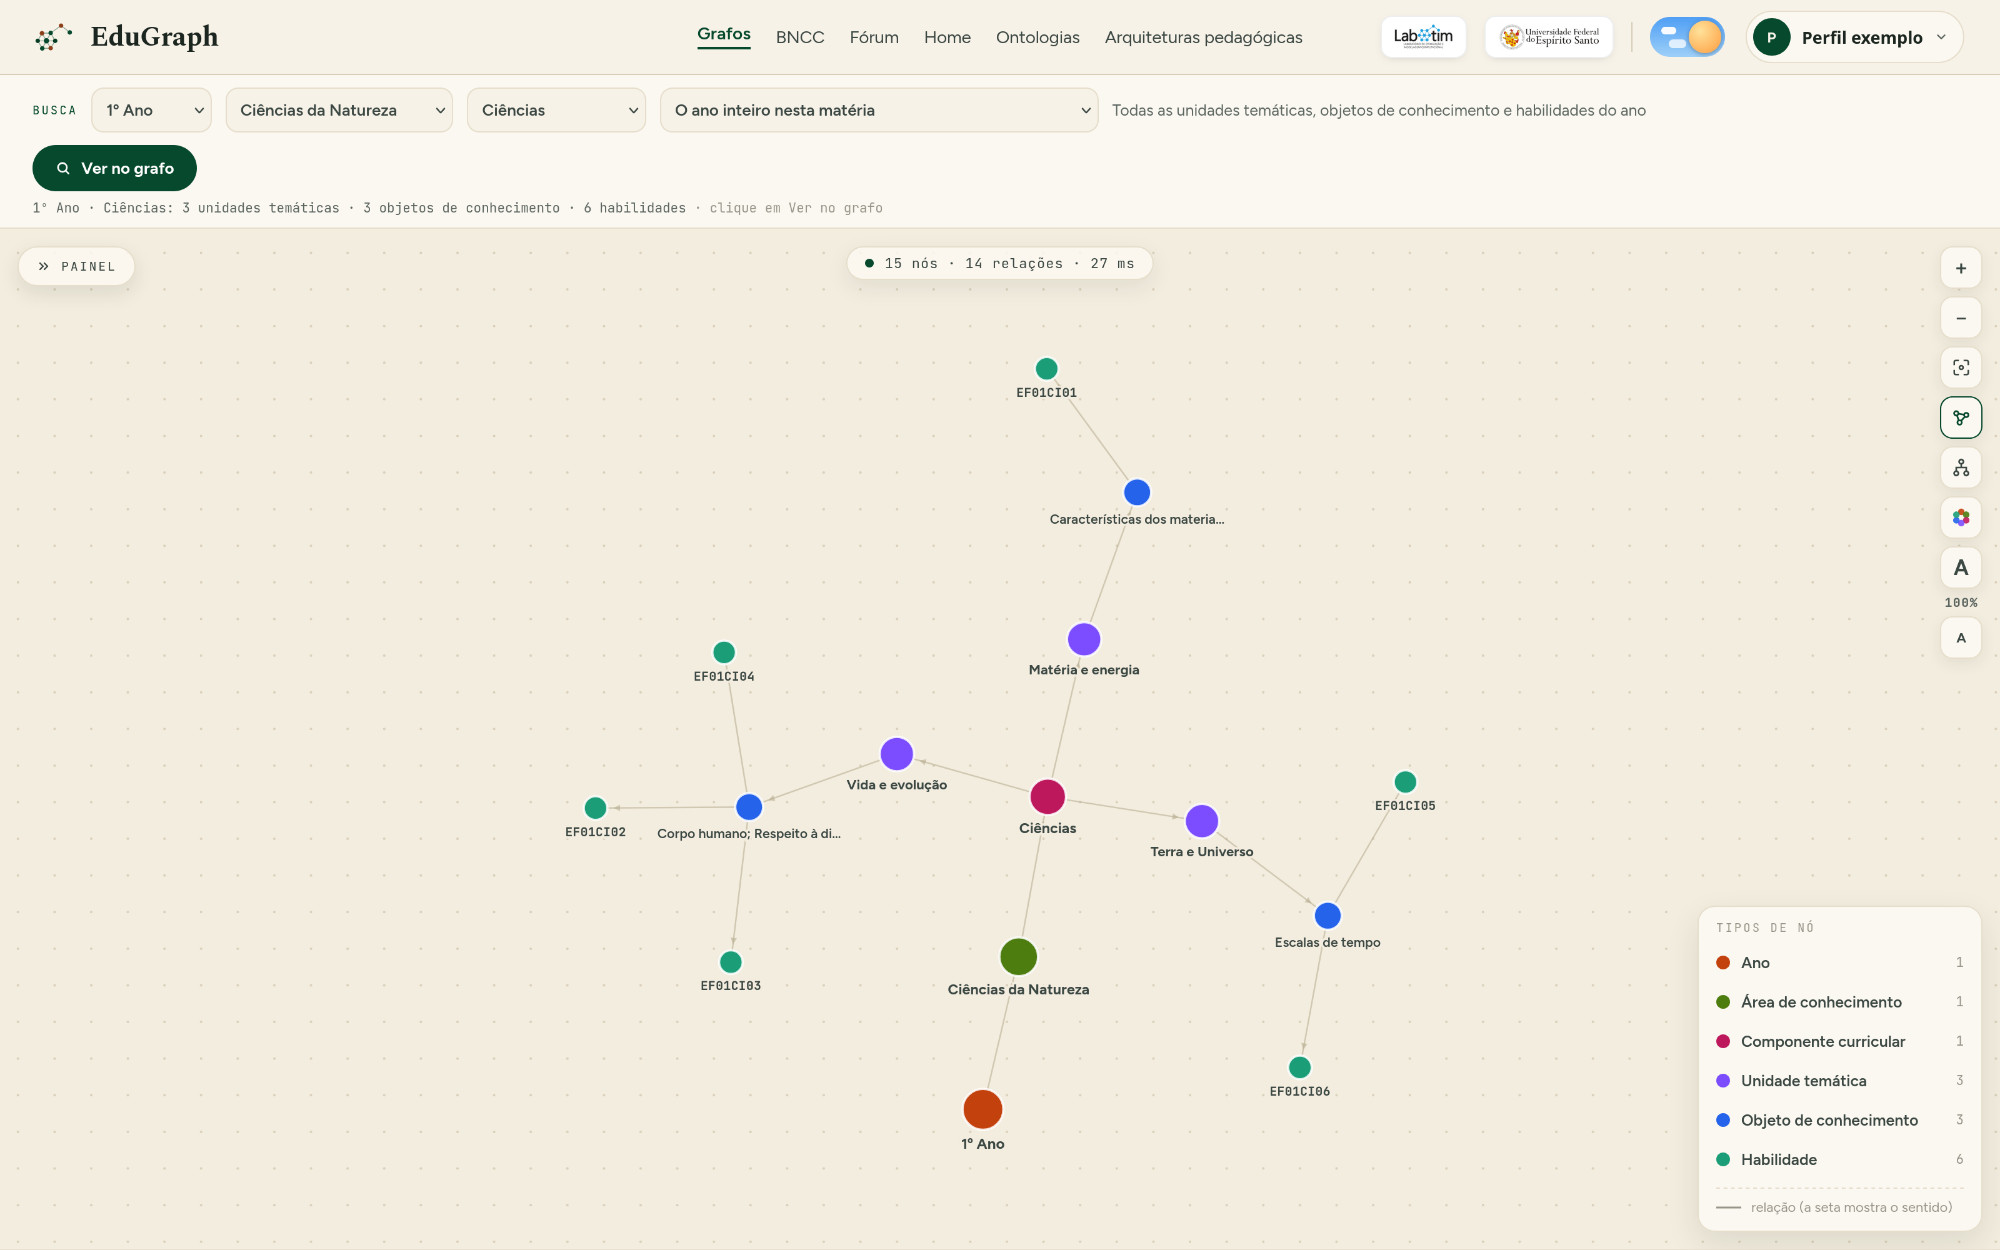 EduGraph
Grafos BNCC Fórum Home Ontologias Arquiteturas pedagógicas
Labtim
Universidade Federal do Espírito Santo
P Perfil exemplo
BUSCA 1º Ano Ciências da Natureza Ciências O ano inteiro nesta matéria Todas as unidades temáticas, objetos de conhecimento e habilidades do ano
Ver no grafo
1º Ano · Ciências: 3 unidades temáticas · 3 objetos de conhecimento · 6 habilidades · clique em Ver no grafo
» PAINEL
15 nós · 14 relações · 27 ms
+
−
A
100%
A
EF01CI01
Características dos materia...
Matéria e energia
EF01CI04
Vida e evolução
EF01CI05
EF01CI02
Corpo humano; Respeito à di...
Ciências
Terra e Universo
Escalas de tempo
EF01CI03
Ciências da Natureza
EF01CI06
1º Ano
TIPOS DE NÓ
Ano 1
Área de conhecimento 1
Componente curricular 1
Unidade temática 3
Objeto de conhecimento 3
Habilidade 6
relação (a seta mostra o sentido)